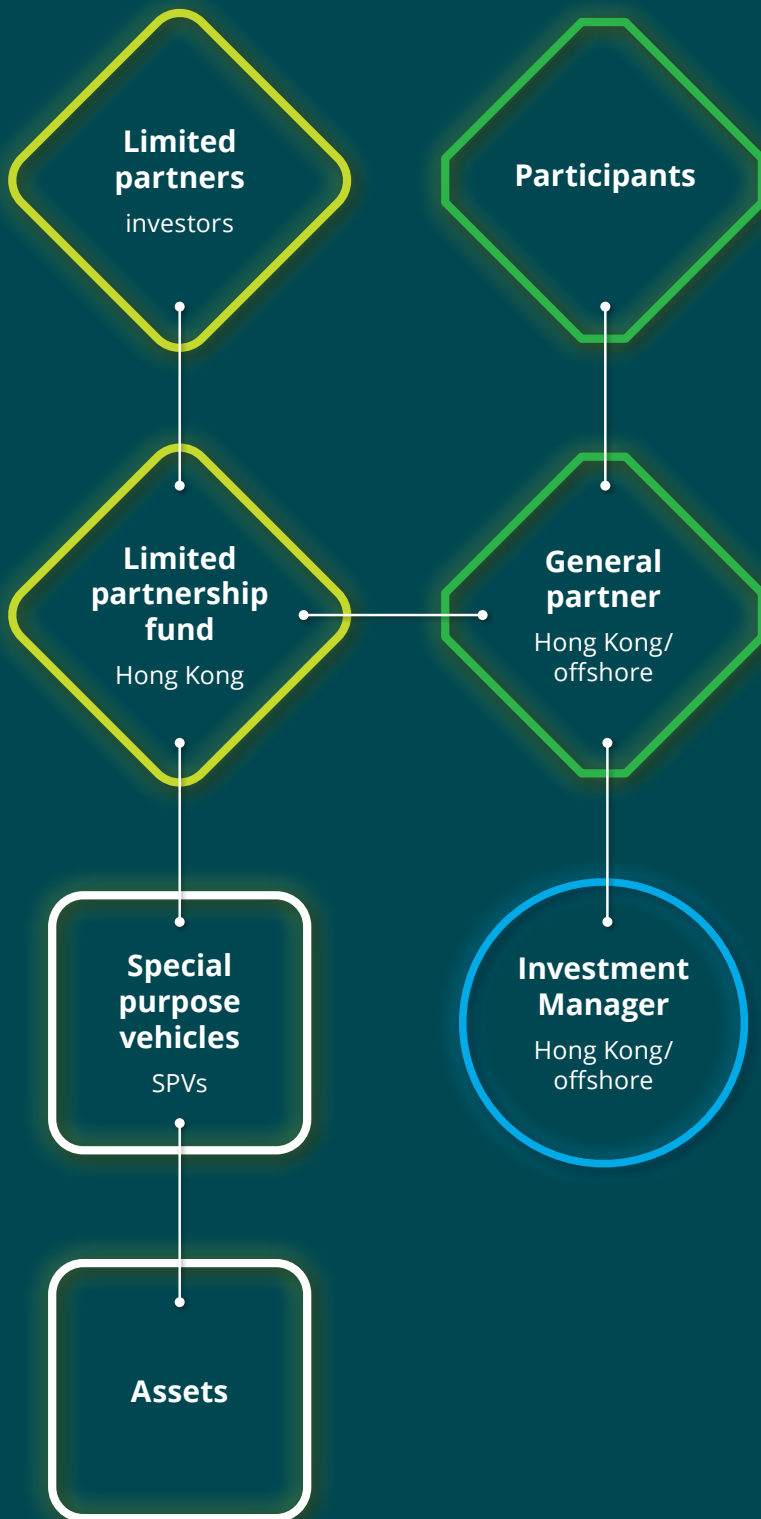 Limited
partners
investors
Participants
Limited
partnership
fund
Hong Kong
General
partner
Hong Kong/
offshore
Special
purpose
vehicles
SPVs
Investment
Manager
Hong Kong/
offshore
Assets